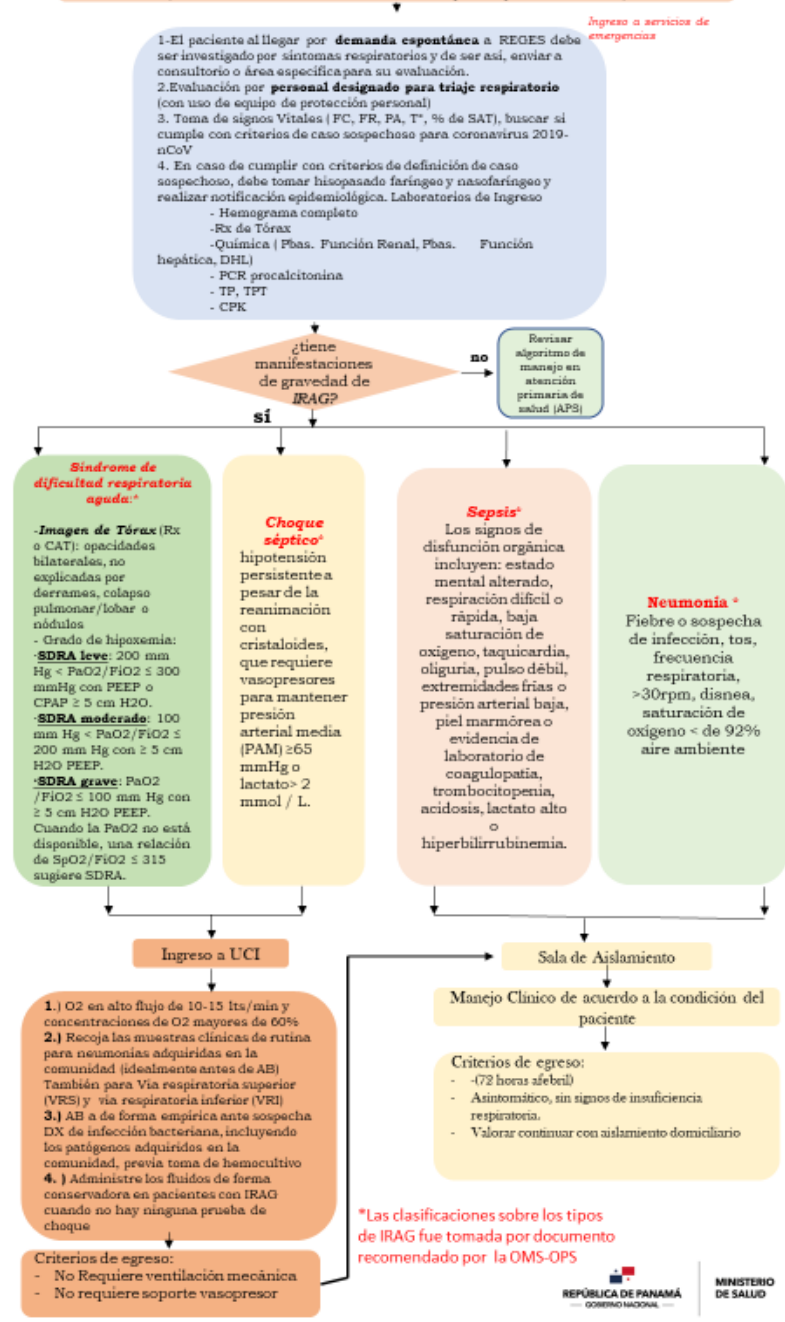 Ingreso a servicios de
emergencias
1-El paciente al llegar por demanda espontánea a REGES debe
ser investigado por síntomas respiratorios y de ser así, enviar a
consultorio o área específica para su evaluación.
2.Evaluación por personal designado para triaje respiratorio
(con uso de equipo de protección personal)
3. Toma de signos Vitales ( FC, FR, PA, T°, % de SAT), buscar si
cumple con criterios de caso sospechoso para coronavirus 2019-
nCoV
4. En caso de cumplir con criterios de definición de caso
sospechoso, debe tomar hisopasado faríngeo y nasofaríngeo y
realizar notificación epidemiológica. Laboratorios de Ingreso
- Hemograma completo
-Rx de Tórax
-Química ( Pbas. Función Renal, Pbas. Función
hepática, DHL)
- PCR procalcitonina
- TP, TPT
- CPK
¿tiene
manifestaciones
de gravedad de
IRAG?
no
Revisar
algoritmo de
manejo en
atención
primaria de
salud (APS)
sí
Síndrome de
dificultad respiratoria
aguda:*
-Imagen de Tórax (Rx
o CAT): opacidades
bilaterales, no
explicadas por
derrames, colapso
pulmonar/lobar o
nódulos
- Grado de hipoxemia:
·SDRA leve: 200 mm
Hg < PaO2/FiO2 ≤ 300
mmHg con PEEP o
CPAP ≥ 5 cm H2O.
·SDRA moderado: 100
mm Hg < PaO2/FiO2 ≤
200 mm Hg con ≥ 5 cm
H2O PEEP.
·SDRA grave: PaO2
/FiO2 ≤ 100 mm Hg con
≥ 5 cm H2O PEEP.
Cuando la PaO2 no está
disponible, una relación
de SpO2/FiO2 ≤ 315
sugiere SDRA.
Choque
séptico*
hipotensión
persistente a
pesar de la
reanimación
con
cristaloides,
que requiere
vasopresores
para mantener
presión
arterial media
(PAM) ≥65
mmHg o
lactato> 2
mmol / L.
Sepsis*
Los signos de
disfunción orgánica
incluyen: estado
mental alterado,
respiración difícil o
rápida, baja
saturación de
oxígeno, taquicardia,
oliguria, pulso débil,
extremidades frías o
presión arterial baja,
piel marmórea o
evidencia de
laboratorio de
coagulopatía,
trombocitopenia,
acidosis, lactato alto
o
hiperbilirrubinemia.
Neumonía *
Fiebre o sospecha
de infección, tos,
frecuencia
respiratoria,
>30rpm, disnea,
saturación de
oxígeno < de 92%
aire ambiente
Ingreso a UCI
1.) O2 en alto flujo de 10-15 lts/min y
concentraciones de O2 mayores de 60%
2.) Recoja las muestras clínicas de rutina
para neumonías adquiridas en la
comunidad (idealmente antes de AB)
También para Vía respiratoria superior
(VRS) y vía respiratoria inferior (VRI)
3.) AB a de forma empírica ante sospecha
DX de infección bacteriana, incluyendo
los patógenos adquiridos en la
comunidad, previa toma de hemocultivo
4. ) Administre los fluidos de forma
conservadora en pacientes con IRAG
cuando no hay ninguna prueba de
choque
Criterios de egreso:
- No Requiere ventilación mecánica
- No requiere soporte vasopresor
Sala de Aislamiento
Manejo Clínico de acuerdo a la condición del
paciente
Criterios de egreso:
- -(72 horas afebril)
- Asintomático, sin signos de insuficiencia
respiratoria.
- Valorar continuar con aislamiento domiciliario
*Las clasificaciones sobre los tipos
de IRAG fue tomada por documento
recomendado por la OMS-OPS
REPÚBLICA DE PANAMÁ
— GOBIERNO NACIONAL —
MINISTERIO
DE SALUD